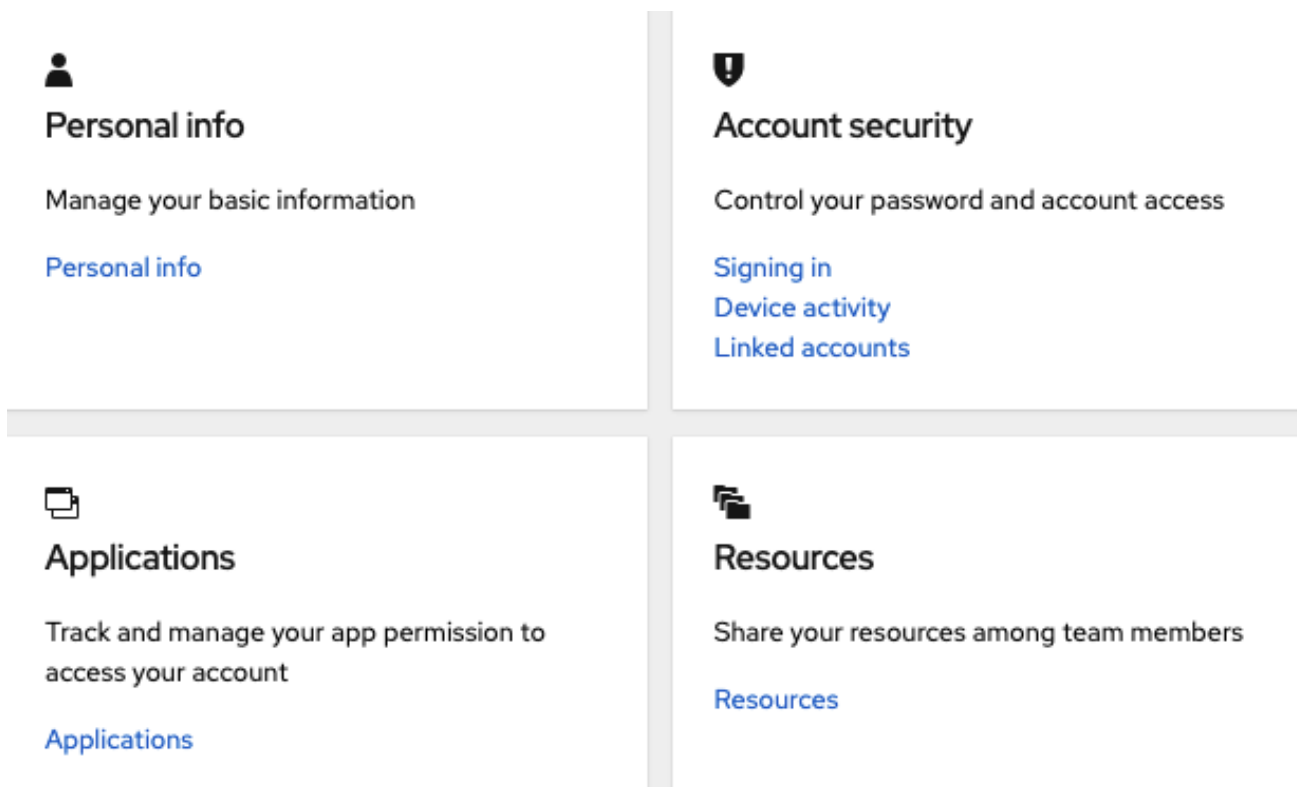 Personal info
Manage your basic information
Personal info
Account security
Control your password and account access
Signing in
Device activity
Linked accounts
Applications
Track and manage your app permission to
access your account
Applications
Resources
Share your resources among team members
Resources